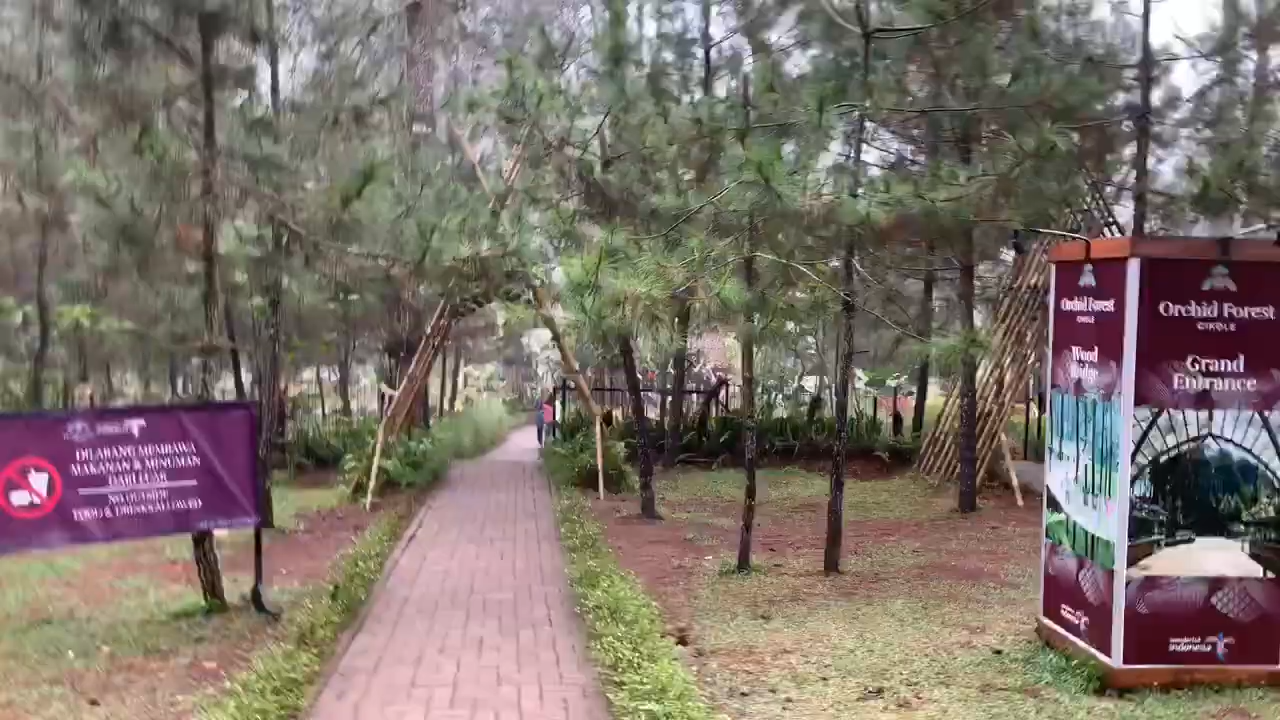 DILARANG MEMBAWA
MAKANAN & MINUMAN
DARI LUAR
NO OUTSIDE
FOOD & DRINKS ALLOWED
Orchid Forest
CIKOLE
Wood
Bridge
Orchid Forest
CIKOLE
Grand
Entrance
wonderful
indonesia